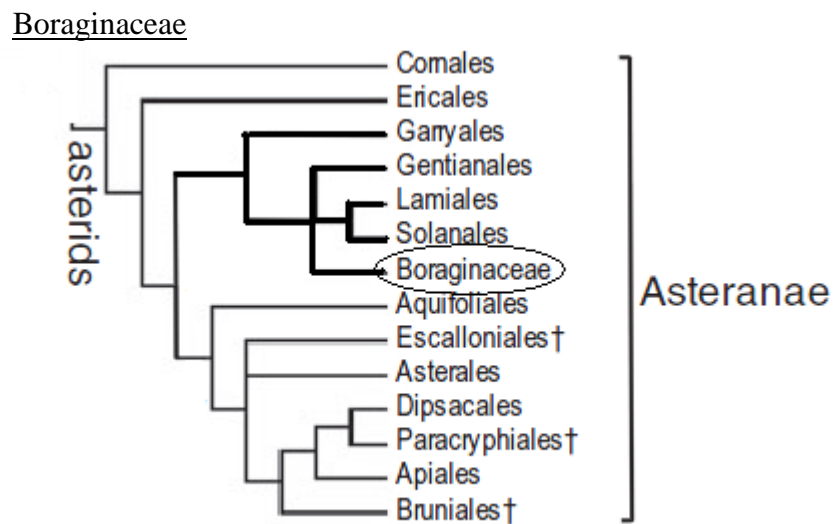 Boraginaceae
Cornales
Ericales
Garryales
Gentianales
Lamiales
Solanales
Boraginaceae
Aquifoliales
Escalloniales†
Asterales
Dipsacales
Paracryphiales†
Apiales
Bruniales†
asterids
Asteranae